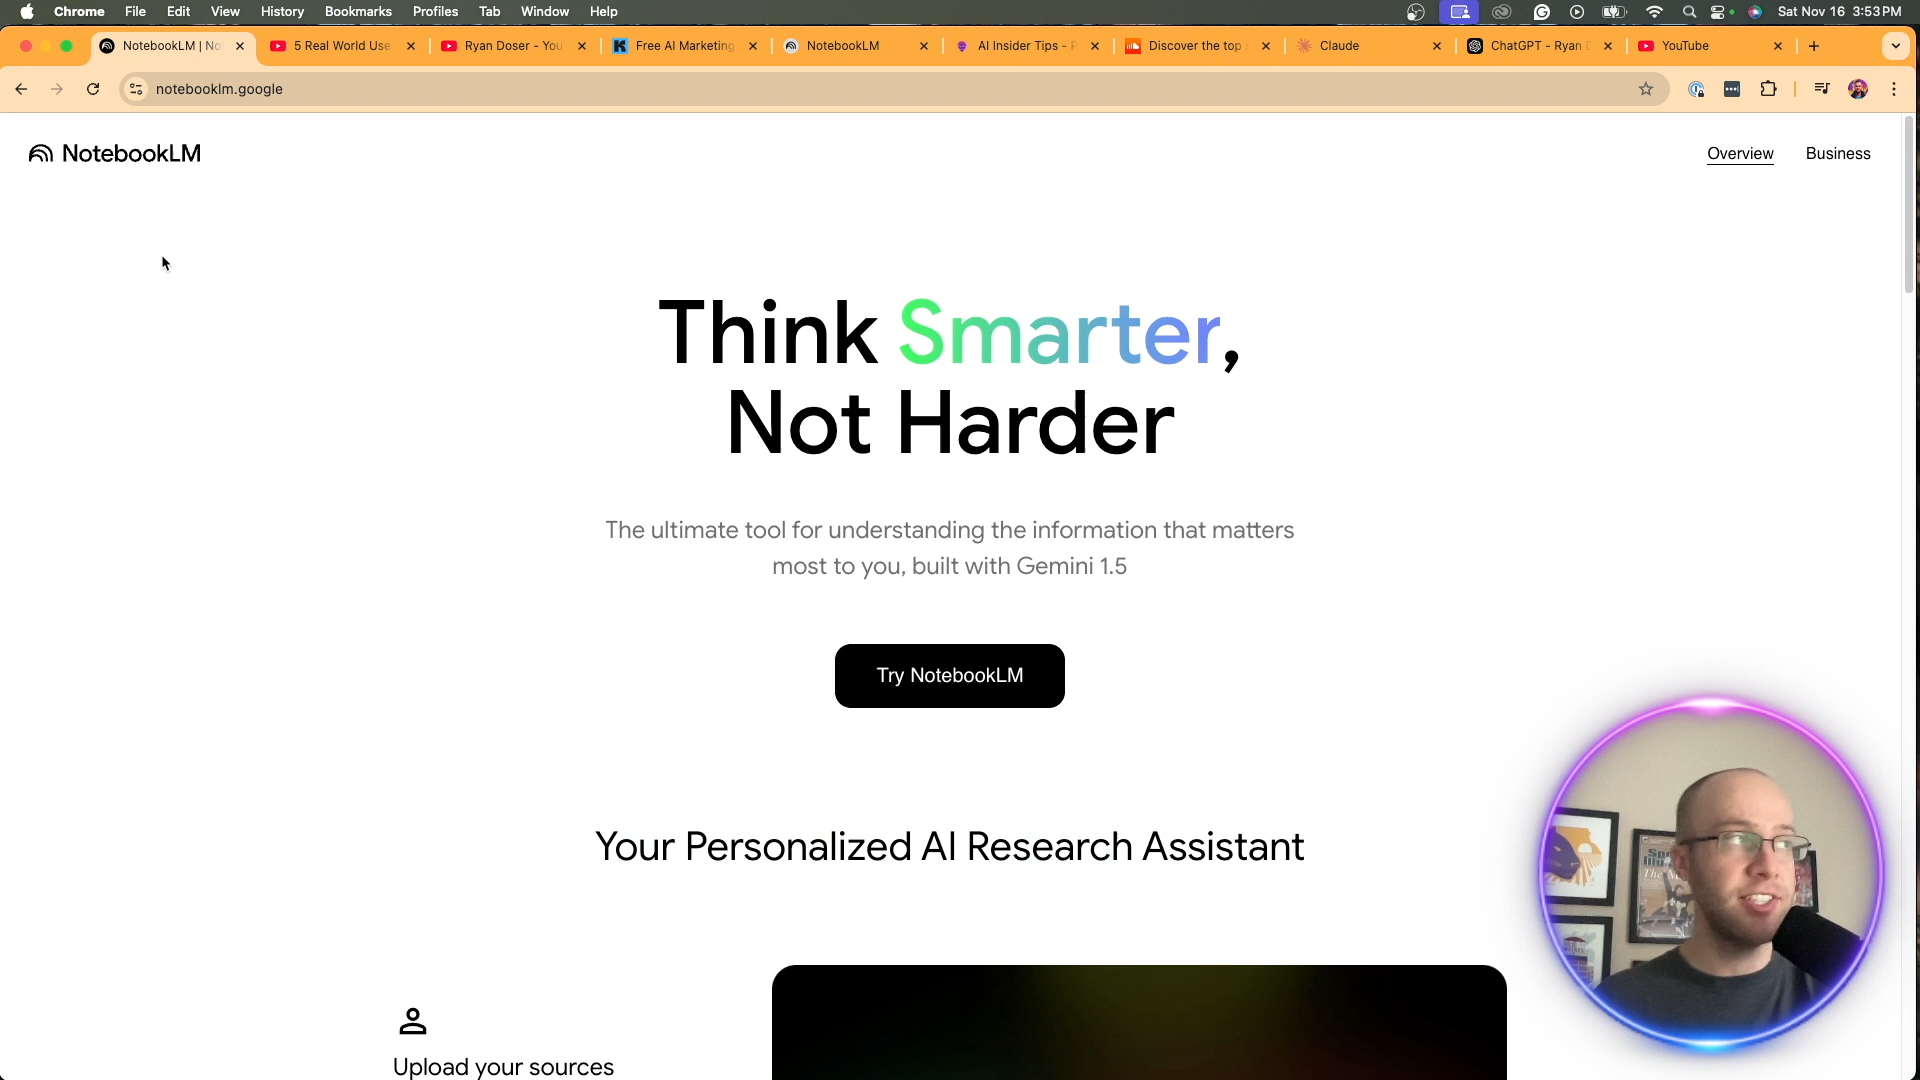 Chrome File Edit View History Bookmarks Profiles Tab Window Help Sat Nov 16 3:53 PM
NotebookLM | No 5 Real World Use Ryan Doser - You Free AI Marketing NotebookLM AI Insider Tips - P Discover the top Claude ChatGPT - Ryan D YouTube
notebooklm.google
NotebookLM Overview Business
Think Smarter,
Not Harder
The ultimate tool for understanding the information that matters
most to you, built with Gemini 1.5
Try NotebookLM
Your Personalized AI Research Assistant
Upload your sources